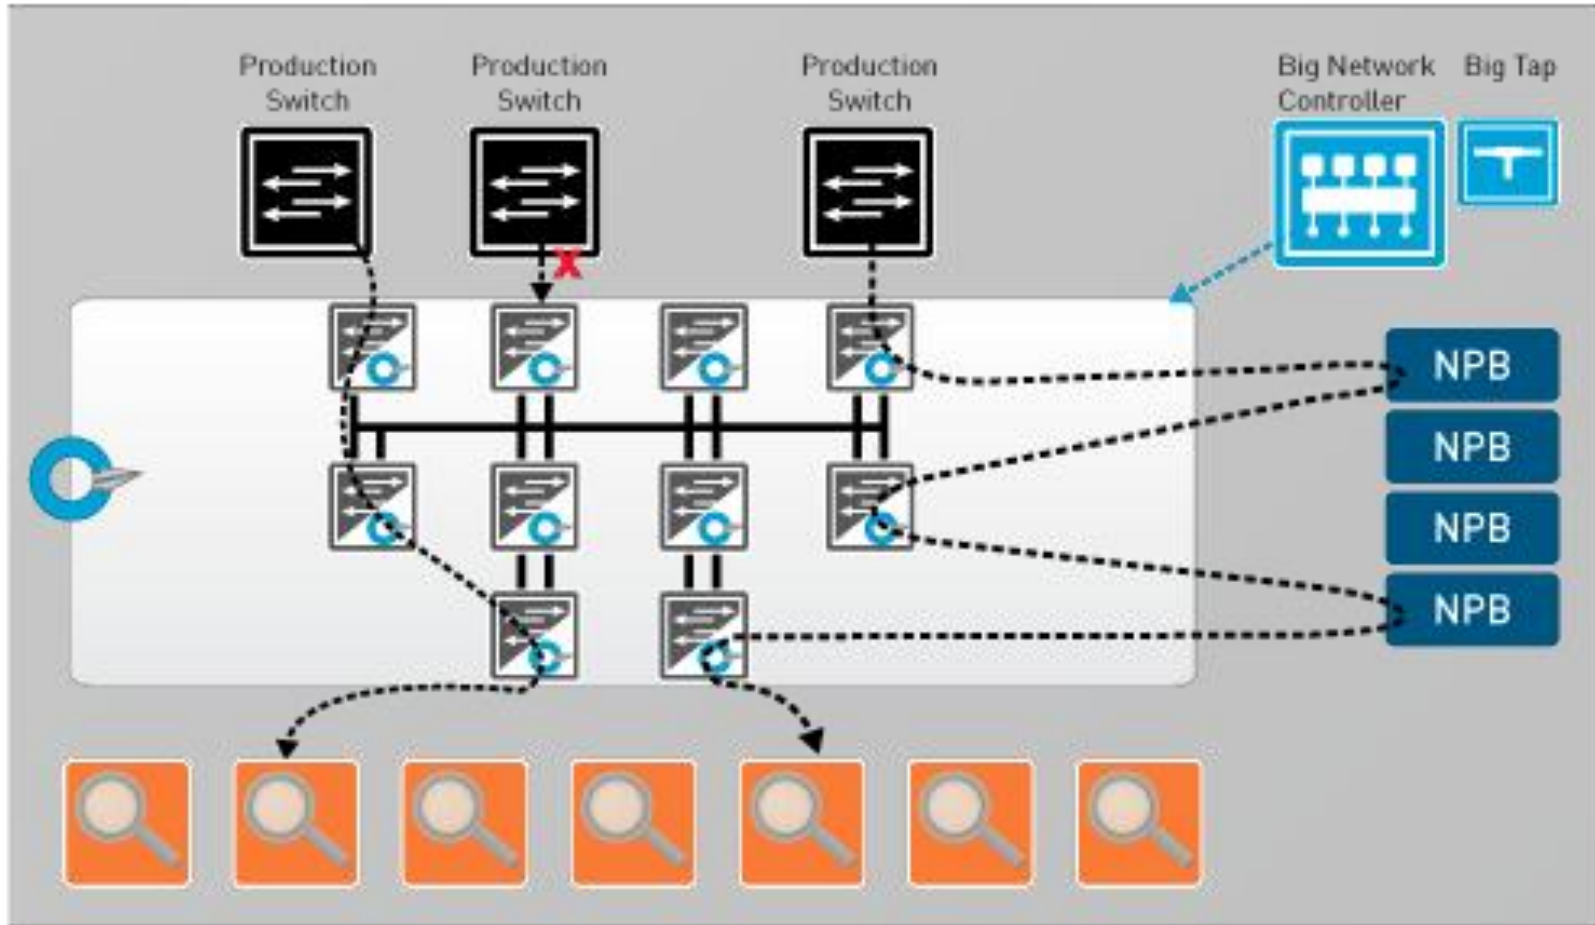 Production
Switch
Production
Switch
Production
Switch
Big Network
Controller
Big Tap
X
NPB
NPB
NPB
NPB